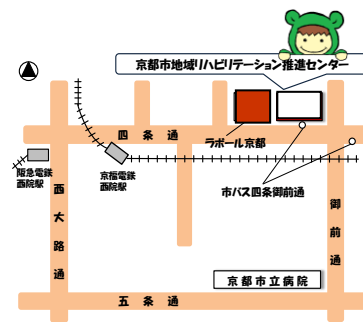 京都市地域リハビリテーション推進センター
四条通
ラポール京都
阪急電鉄
西院駅
京福電鉄
西院駅
市バス四条御前通
西大路通
御前通
京都市立病院
五条通